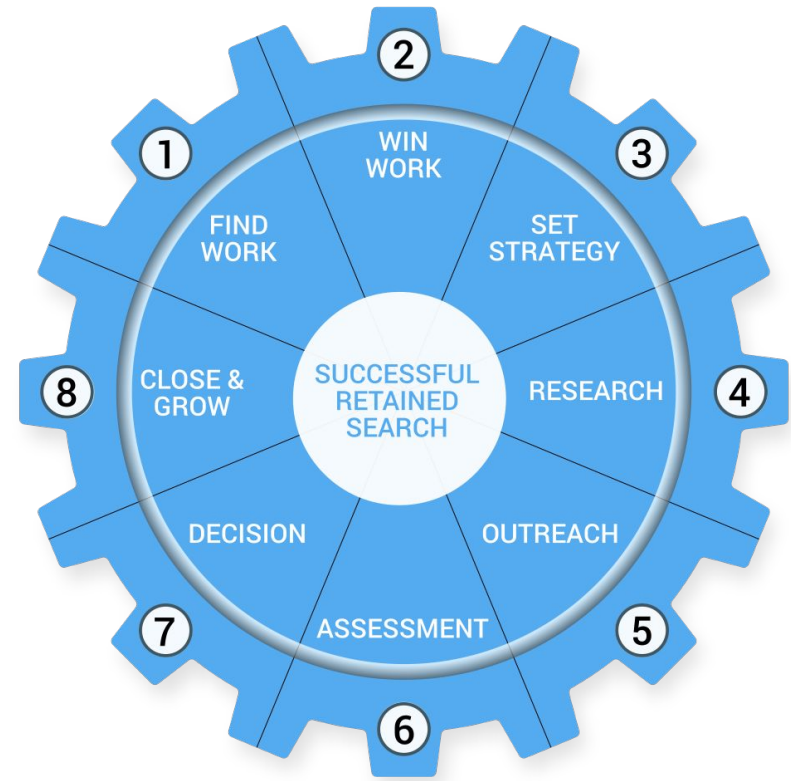 1
FIND
WORK
2
WIN
WORK
3
SET
STRATEGY
4
RESEARCH
5
OUTREACH
6
ASSESSMENT
7
DECISION
8
CLOSE &
GROW
SUCCESSFUL
RETAINED
SEARCH